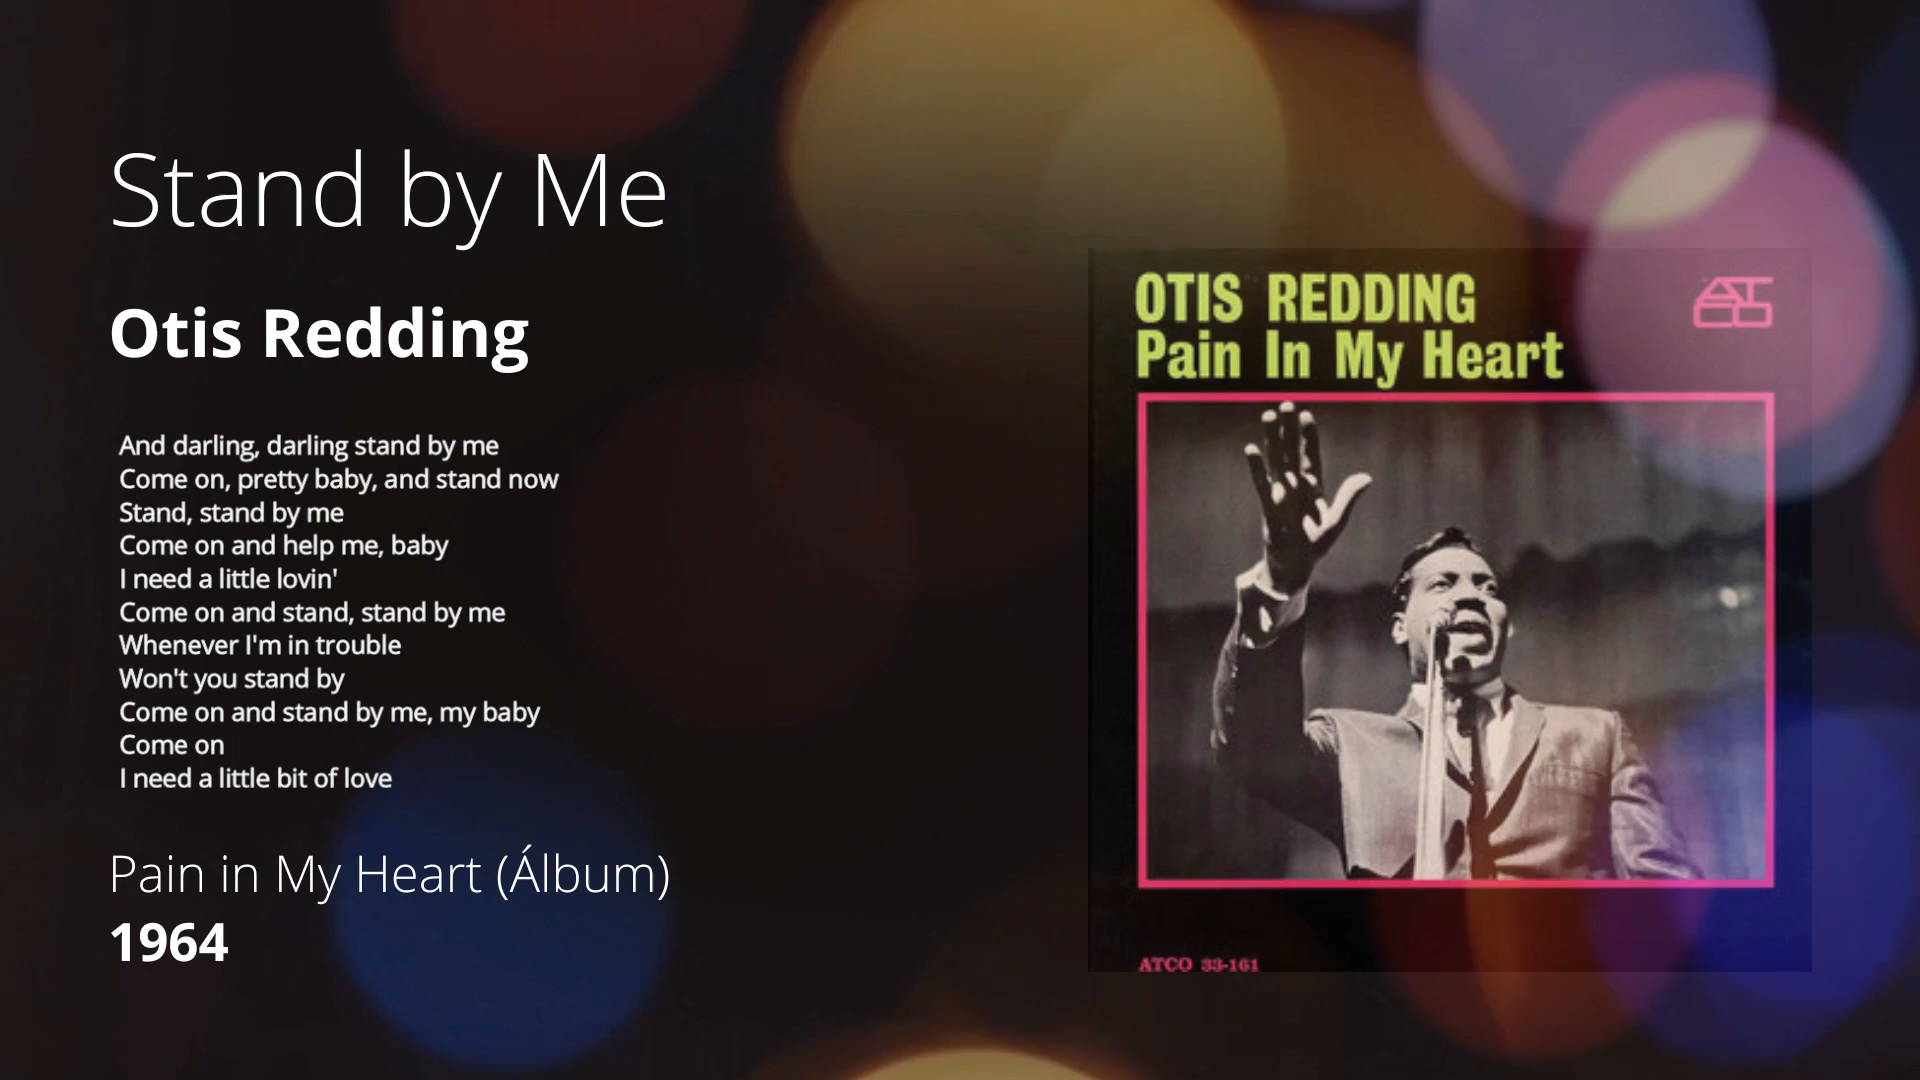 Stand by Me
Otis Redding
And darling, darling stand by me
Come on, pretty baby, and stand now
Stand, stand by me
Come on and help me, baby
I need a little lovin'
Come on and stand, stand by me
Whenever I'm in trouble
Won't you stand by
Come on and stand by me, my baby
Come on
I need a little bit of love
Pain in My Heart (Álbum)
1964
OTIS REDDING
Pain In My Heart
ATCO 33-161